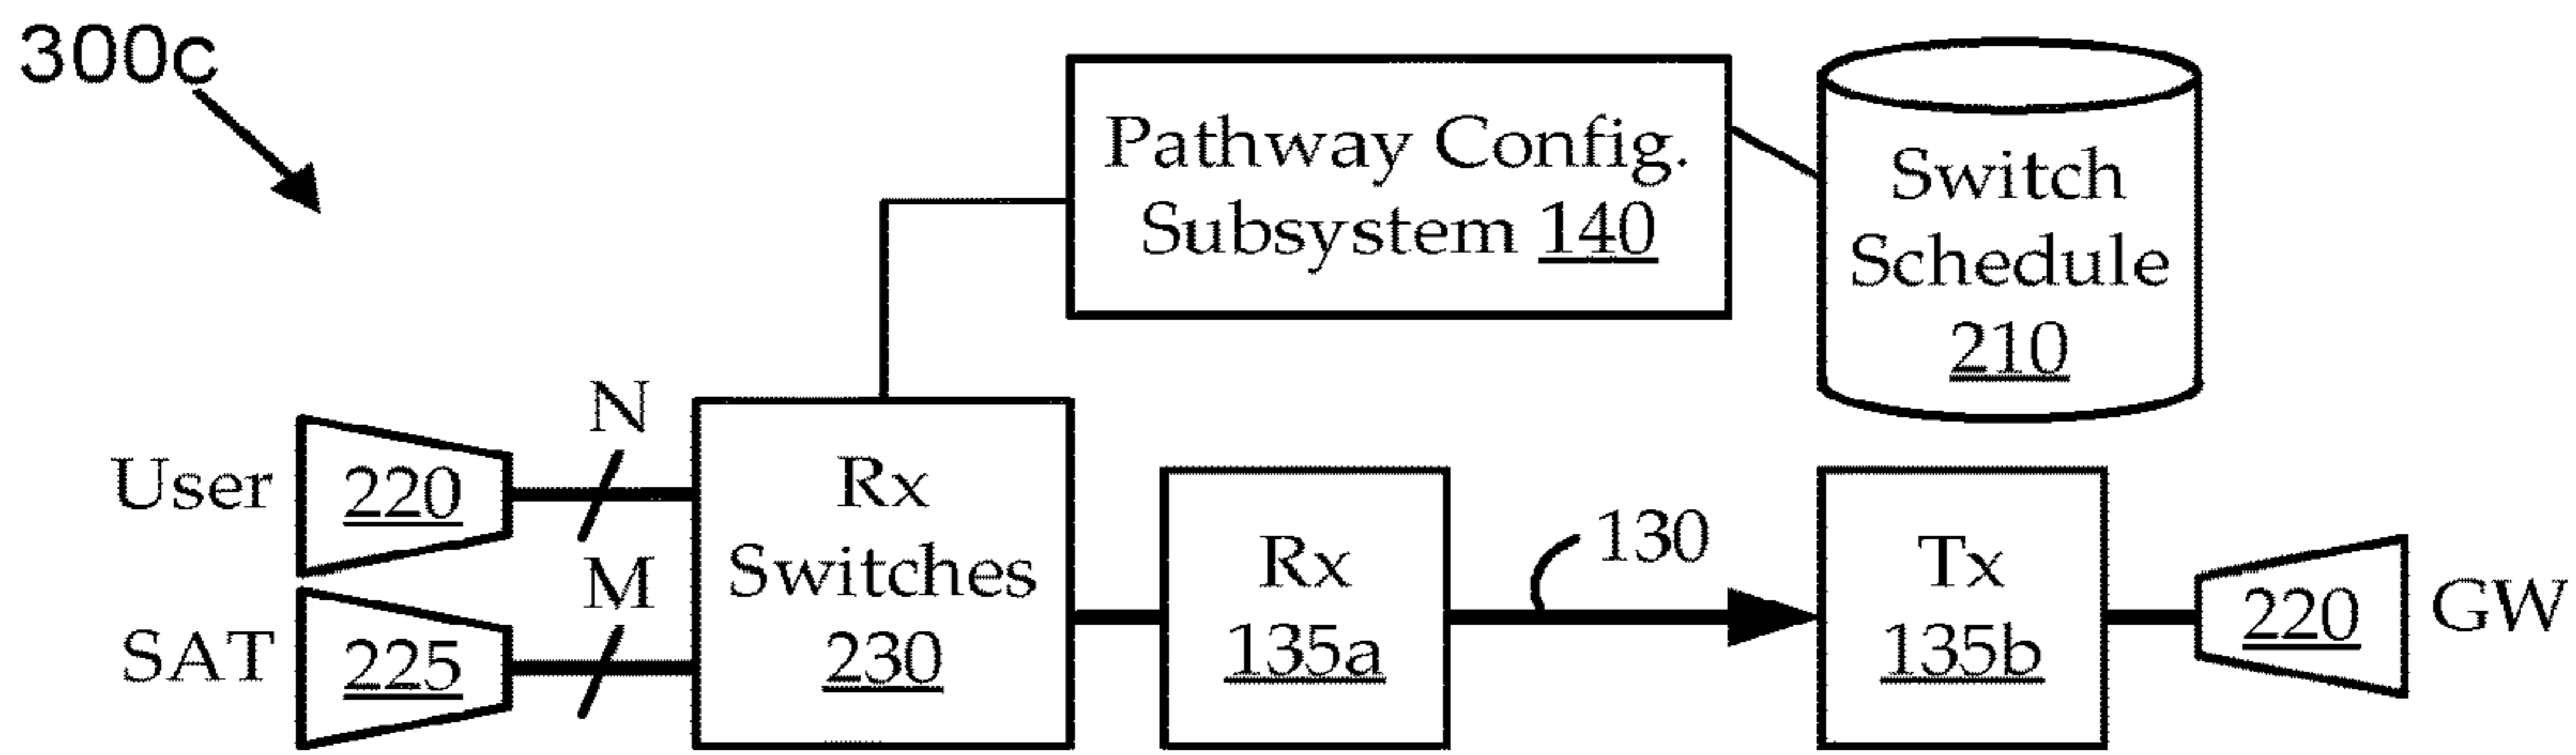 300c
Pathway Config.
Subsystem 140
Switch
Schedule
210
N
User
220
M
SAT
225
Rx
Switches
230
Rx
135a
130
Tx
135b
220
GW